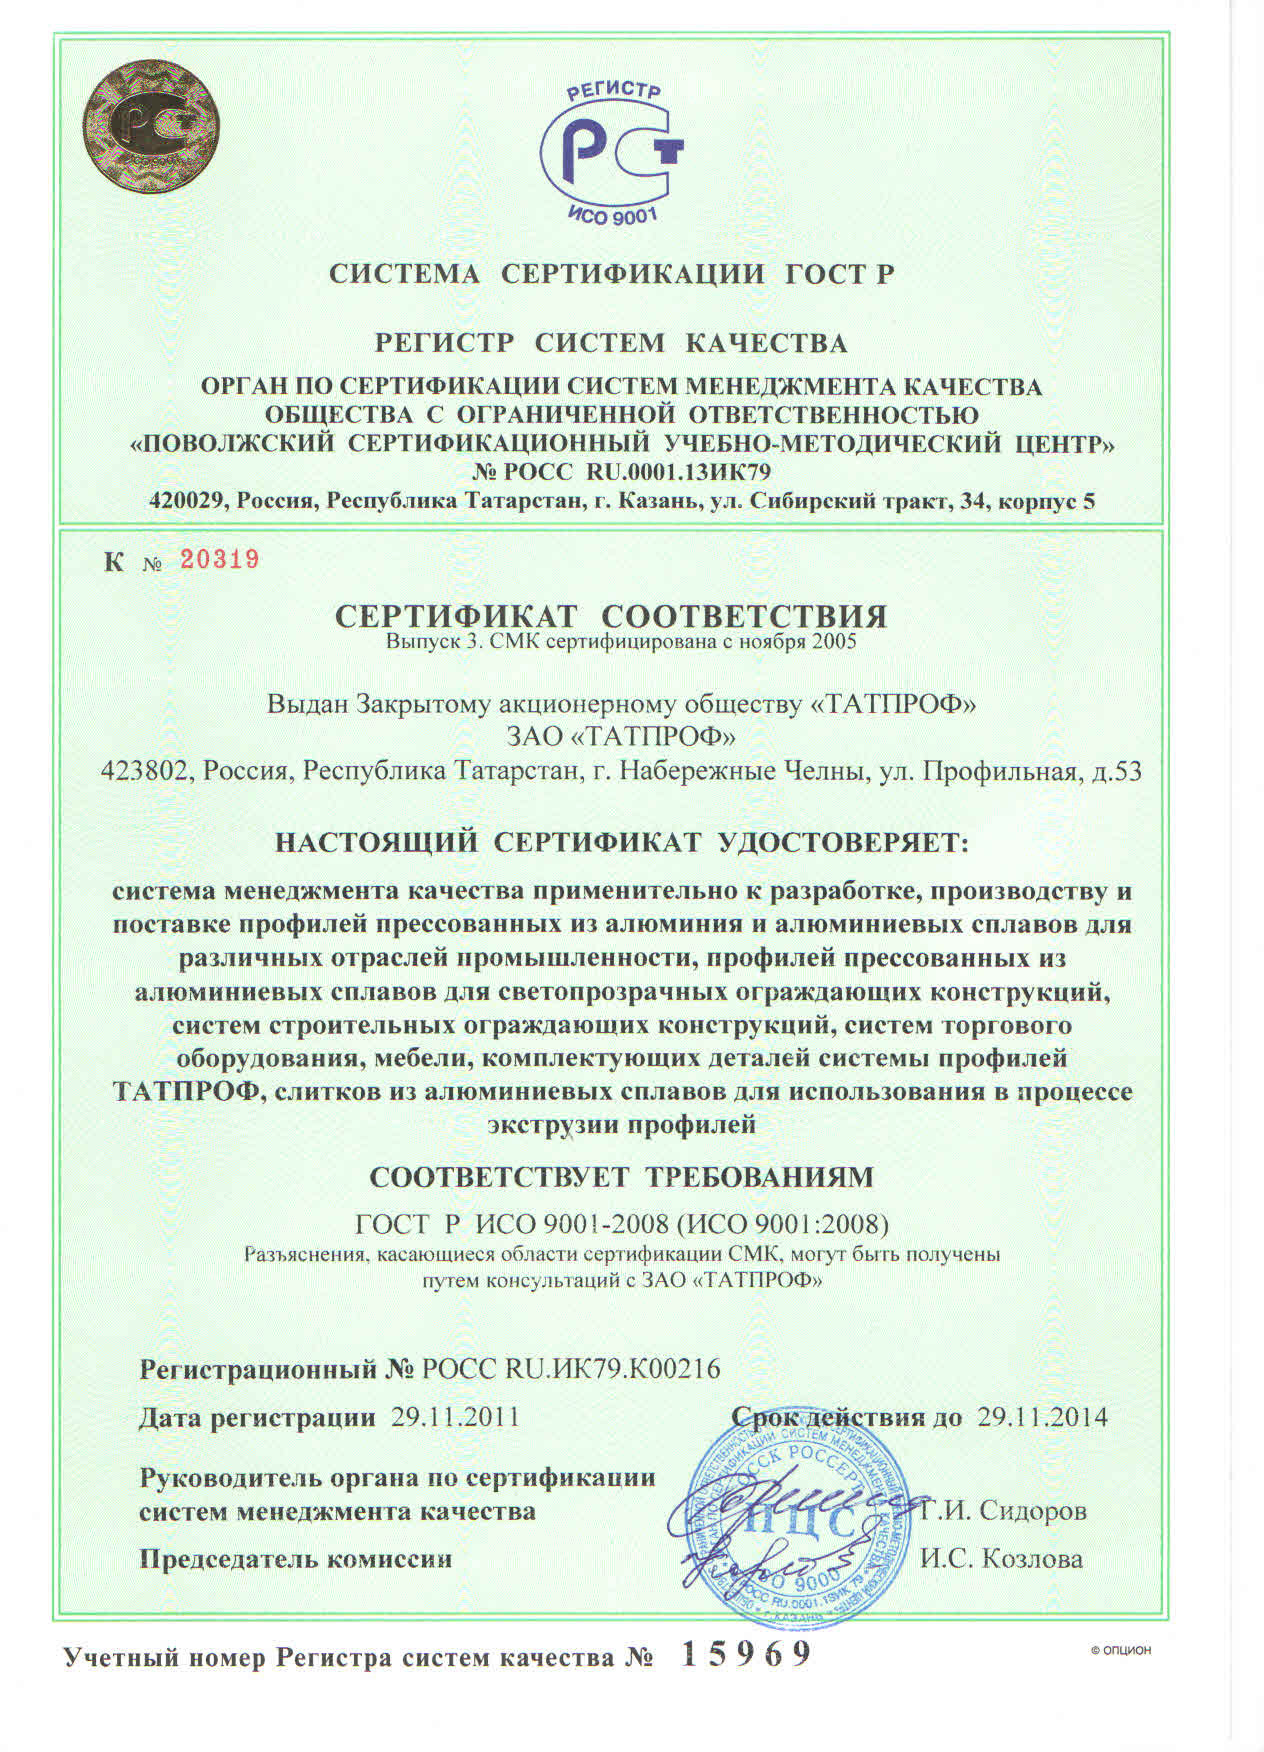 РЕГИСТР
РСТ
ИСО 9001
СИСТЕМА СЕРТИФИКАЦИИ ГОСТ Р
РЕГИСТР СИСТЕМ КАЧЕСТВА
ОРГАН ПО СЕРТИФИКАЦИИ СИСТЕМ МЕНЕДЖМЕНТА КАЧЕСТВА
ОБЩЕСТВА С ОГРАНИЧЕННОЙ ОТВЕТСТВЕННОСТЬЮ
«ПОВОЛЖСКИЙ СЕРТИФИКАЦИОННЫЙ УЧЕБНО-МЕТОДИЧЕСКИЙ ЦЕНТР»
№ РОСС RU.0001.13ИК79
420029, Россия, Республика Татарстан, г. Казань, ул. Сибирский тракт, 34, корпус 5
К № 20319
СЕРТИФИКАТ СООТВЕТСТВИЯ
Выпуск 3. СМК сертифицирована с ноября 2005
Выдан Закрытому акционерному обществу «ТАТПРОФ»
ЗАО «ТАТПРОФ»
423802, Россия, Республика Татарстан, г. Набережные Челны, ул. Профильная, д.53
НАСТОЯЩИЙ СЕРТИФИКАТ УДОСТОВЕРЯЕТ:
система менеджмента качества применительно к разработке, производству и
поставке профилей прессованных из алюминия и алюминиевых сплавов для
различных отраслей промышленности, профилей прессованных из
алюминиевых сплавов для светопрозрачных ограждающих конструкций,
систем строительных ограждающих конструкций, систем торгового
оборудования, мебели, комплектующих деталей системы профилей
ТАТПРОФ, слитков из алюминиевых сплавов для использования в процессе
экструзии профилей
СООТВЕТСТВУЕТ ТРЕБОВАНИЯМ
ГОСТ Р ИСО 9001-2008 (ИСО 9001:2008)
Разъяснения, касающиеся области сертификации СМК, могут быть получены
путем консультаций с ЗАО «ТАТПРОФ»
Регистрационный № РОСС RU.ИК79.К00216
Дата регистрации 29.11.2011 Срок действия до 29.11.2014
Руководитель органа по сертификации
систем менеджмента качества Г.И. Сидоров
Председатель комиссии И.С. Козлова
ПЦС
Учетный номер Регистра систем качества № 15969
© ОПЦИОН